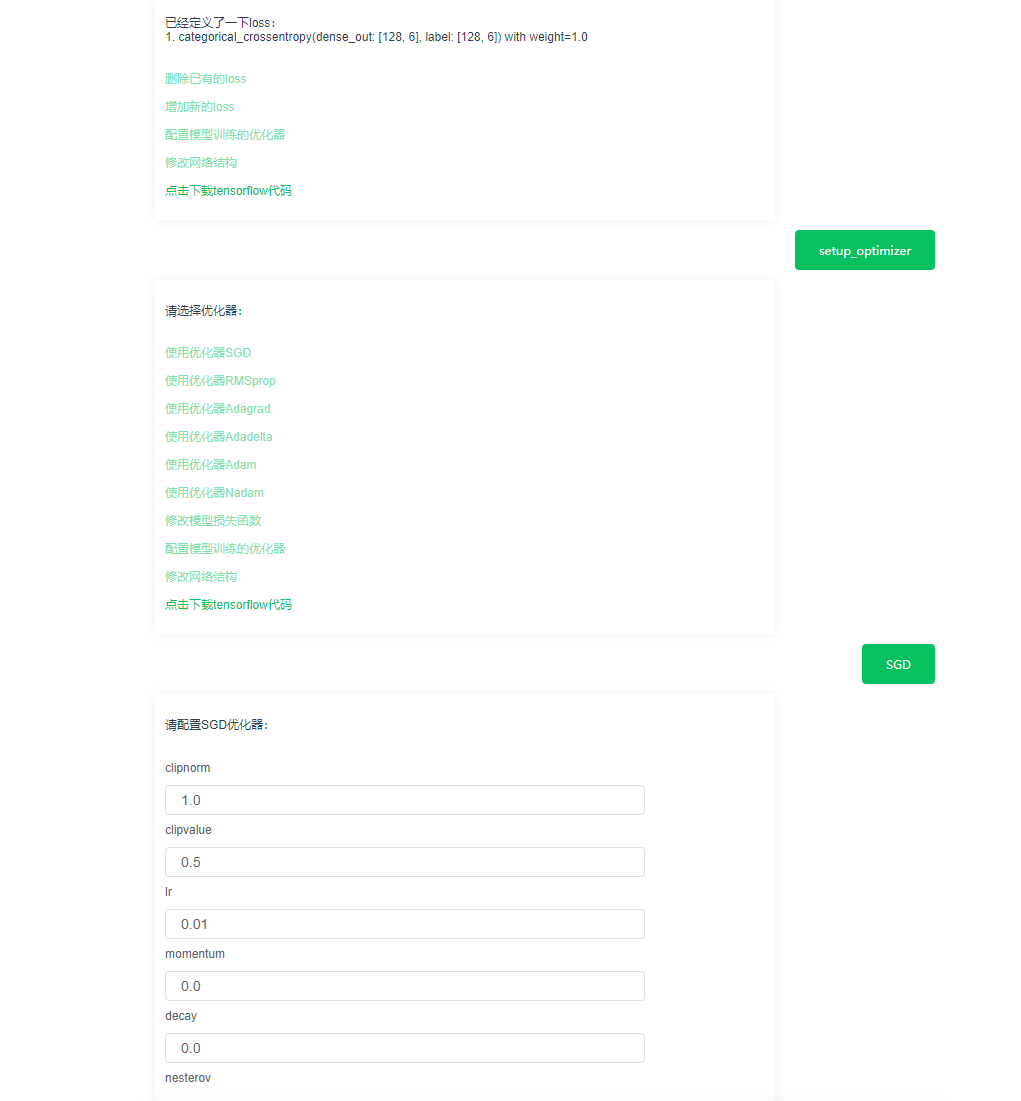 已经定义了一下loss：
1. categorical_crossentropy(dense_out: [128, 6], label: [128, 6]) with weight=1.0
删除已有的loss
增加新的loss
配置模型训练的优化器
修改网络结构
点击下载tensorflow代码
setup_optimizer
请选择优化器：
使用优化器SGD
使用优化器RMSprop
使用优化器Adagrad
使用优化器Adadelta
使用优化器Adam
使用优化器Nadam
修改模型损失函数
配置模型训练的优化器
修改网络结构
点击下载tensorflow代码
SGD
请配置SGD优化器：
clipnorm
1.0
clipvalue
0.5
lr
0.01
momentum
0.0
decay
0.0
nesterov